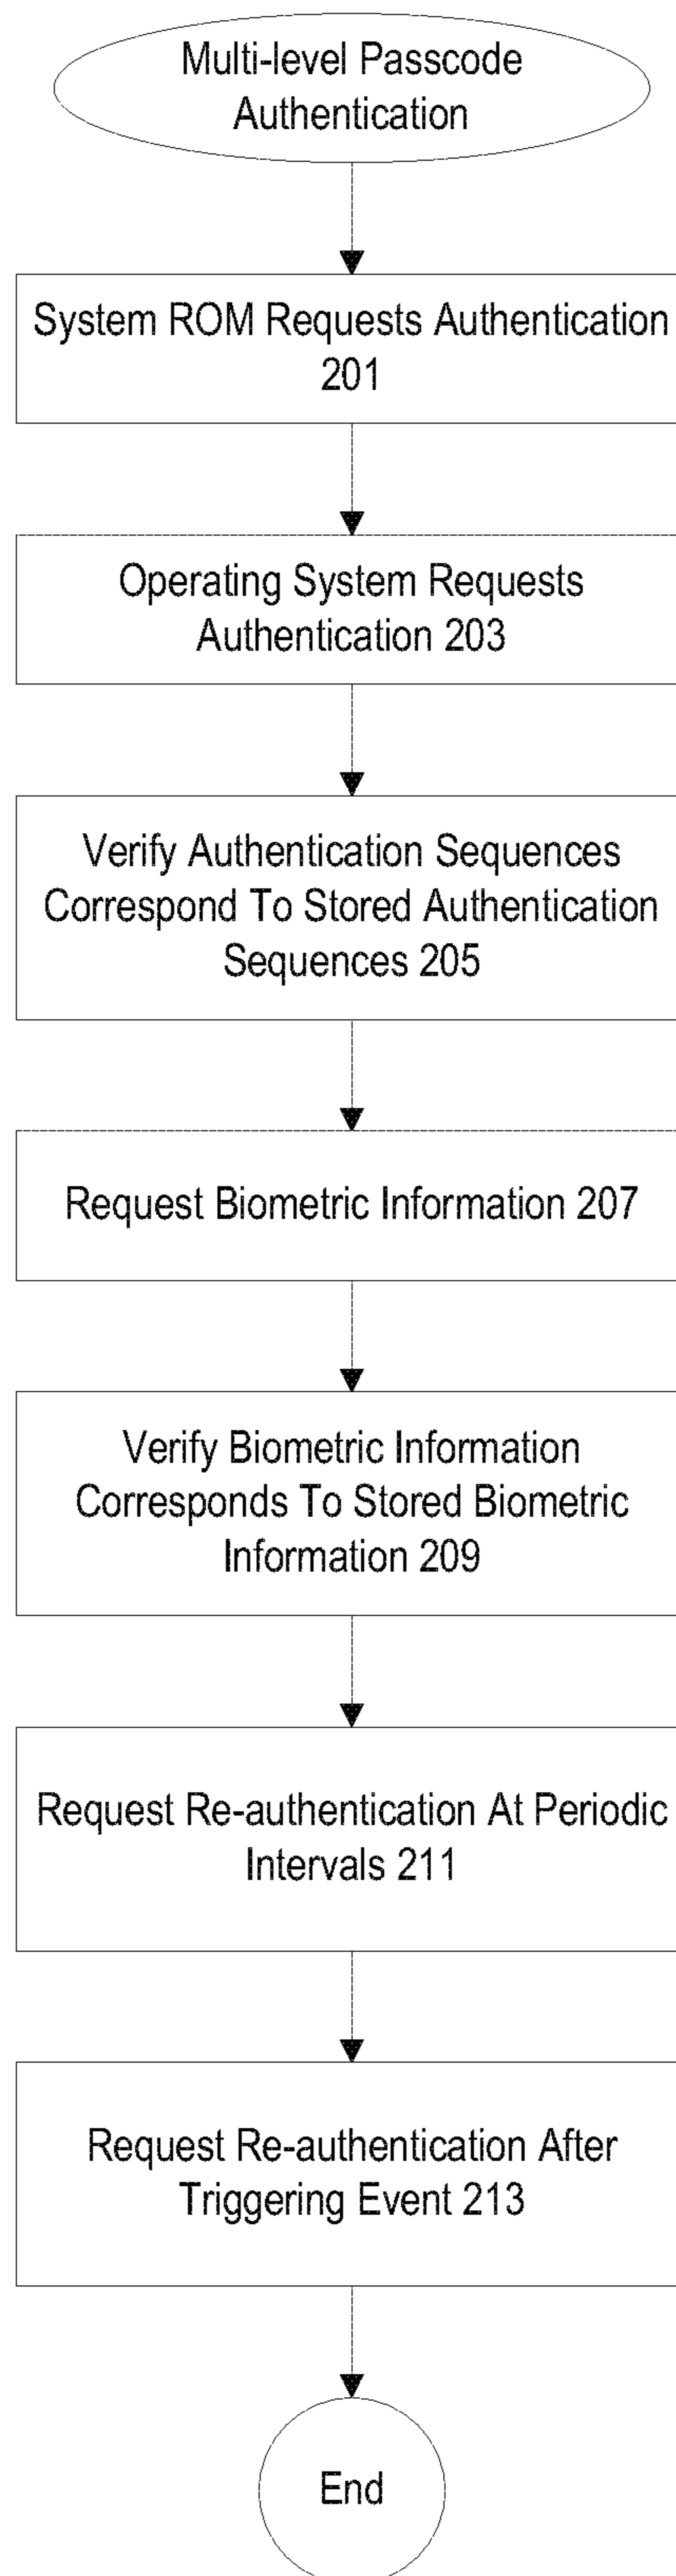 Multi-level Passcode
Authentication
System ROM Requests Authentication
201
Operating System Requests
Authentication 203
Verify Authentication Sequences
Correspond To Stored Authentication
Sequences 205
Request Biometric Information 207
Verify Biometric Information
Corresponds To Stored Biometric
Information 209
Request Re-authentication At Periodic
Intervals 211
Request Re-authentication After
Triggering Event 213
End